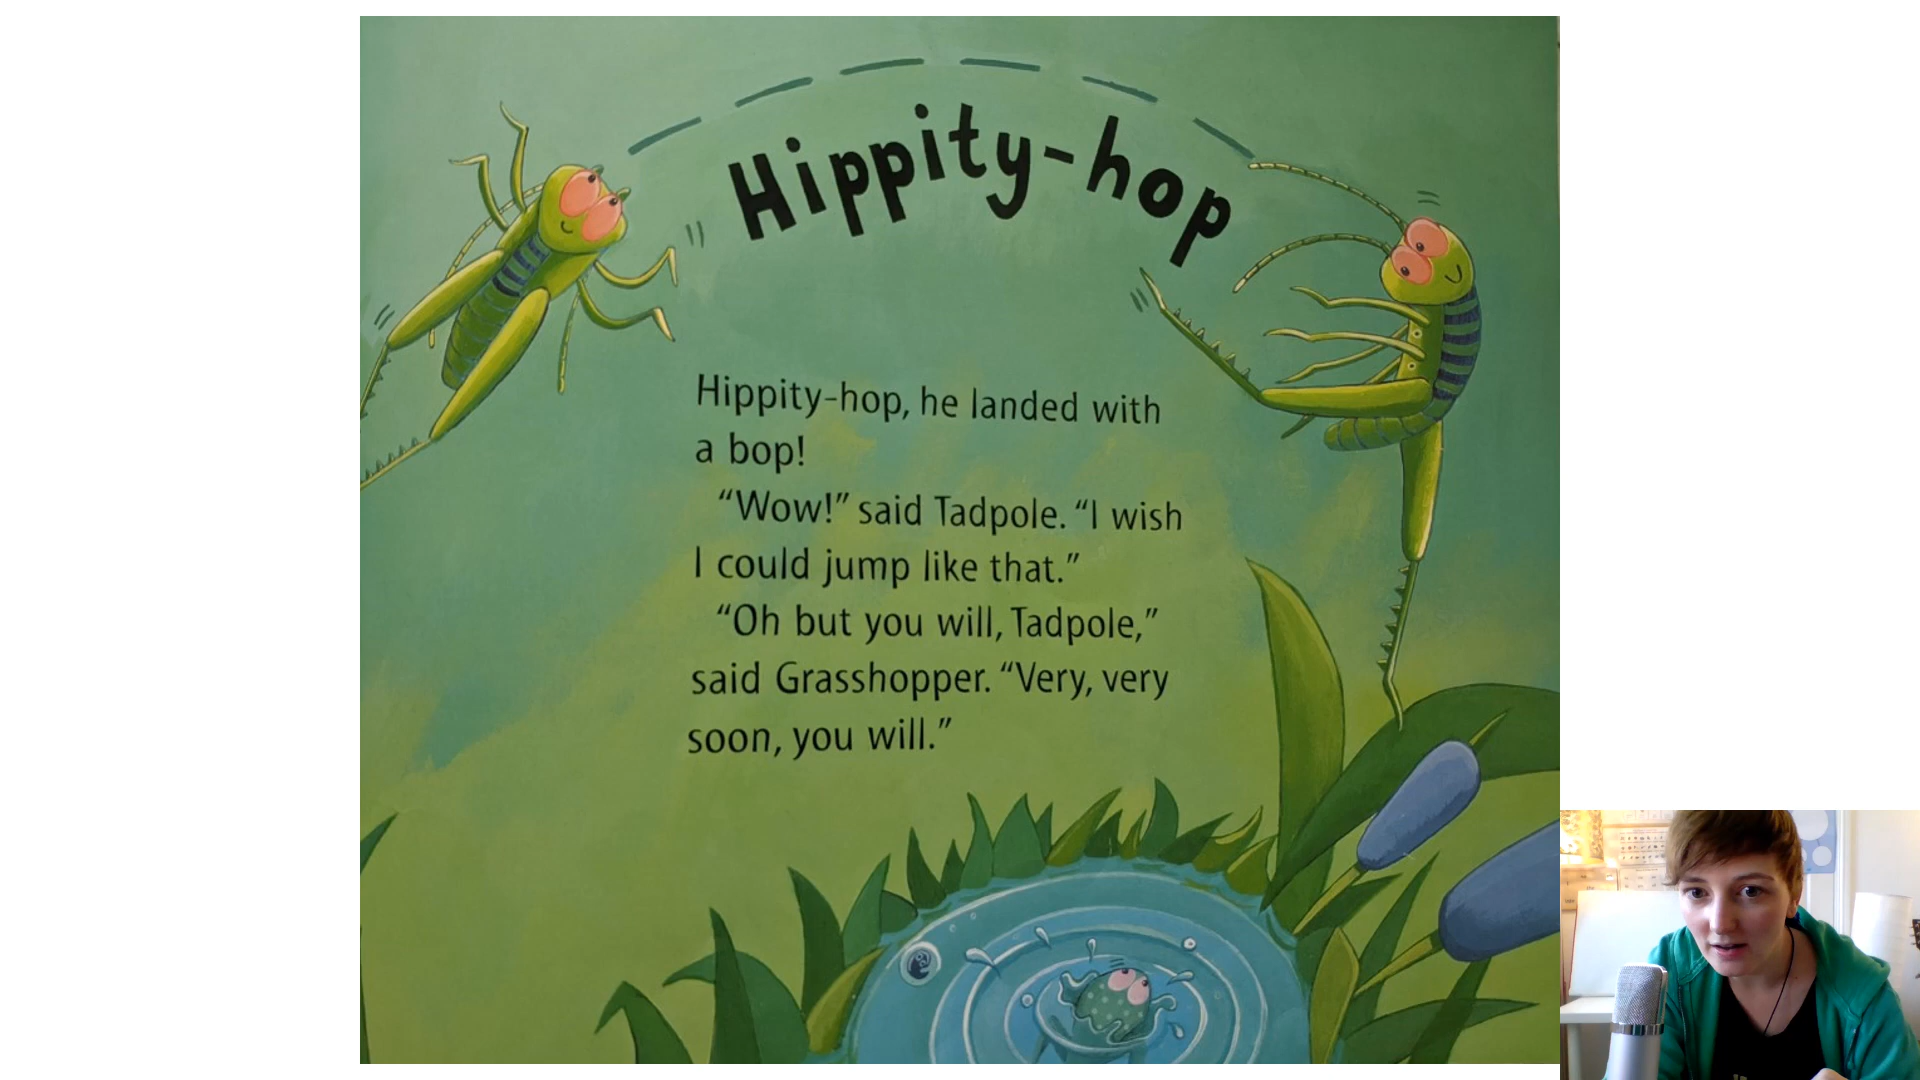 Hippity-hop
Hippity-hop, he landed with
a bop!
“Wow!” said Tadpole. “I wish
I could jump like that.”
“Oh but you will, Tadpole,”
said Grasshopper. “Very, very
soon, you will.”